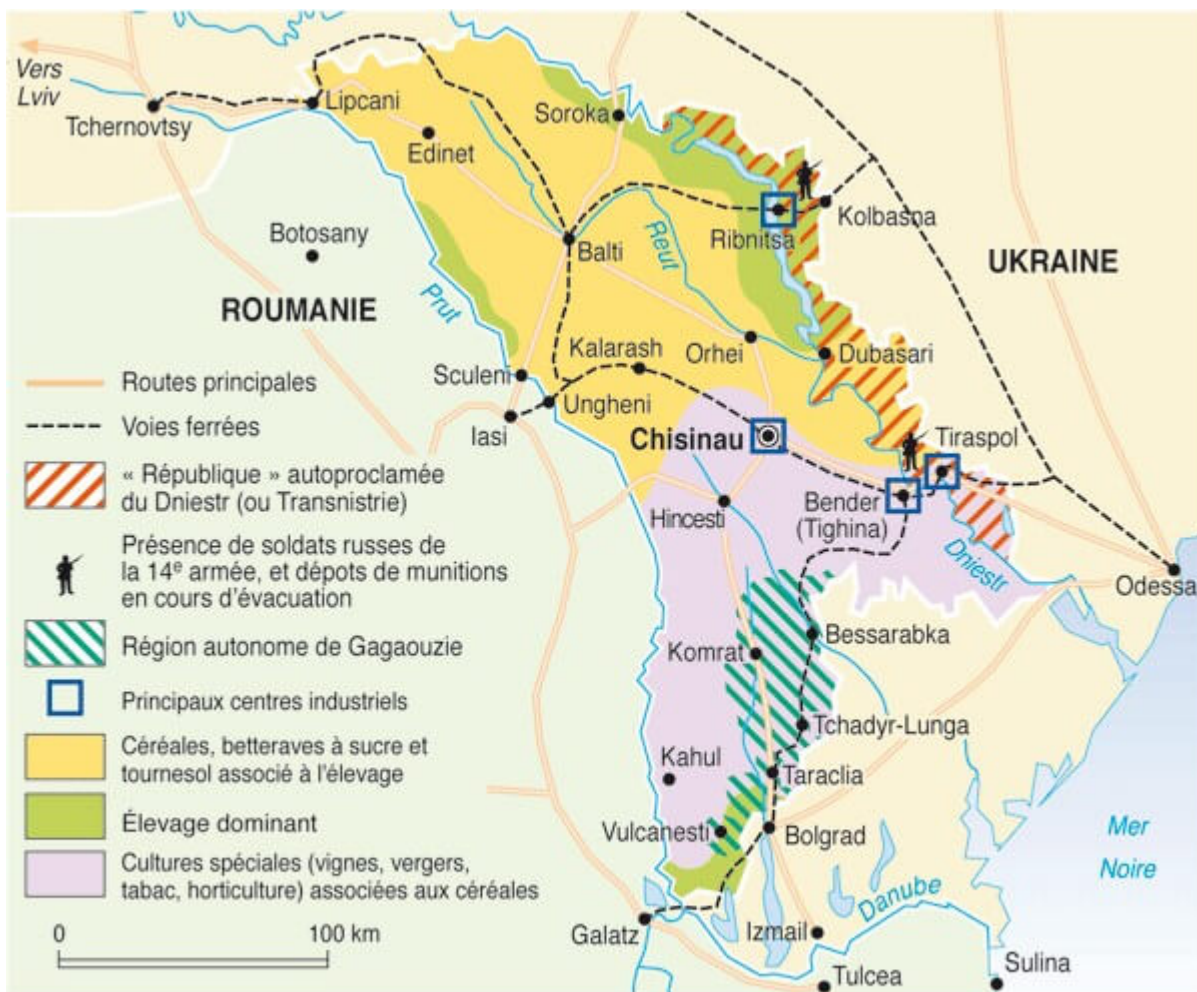 Vers
Lviv
Tchernovtsy
Lipcani
Edinet
Soroka
Botosany
Balti
Reut
Ribnitsa
Kolbasna
UKRAINE
ROUMANIE
Prut
Kalarash
Orhei
Dubasari
Sculeni
Ungheni
Iasi
Chisinau
Tiraspol
Hincesti
Bender
(Tighina)
Dniestr
Odessa
Bessarabka
Komrat
Tchadyr-Lunga
Kahul
Taraclia
Vulcanesti
Bolgrad
Mer
Noire
Danube
Galatz
Izmail
Tulcea
Sulina
Routes principales
Voies ferrées
« République » autoproclamée
du Dniestr (ou Transnistrie)
Présence de soldats russes de
la 14e armée, et dépots de munitions
en cours d'évacuation
Région autonome de Gagaouzie
Principaux centres industriels
Céréales, betteraves à sucre et
tournesol associé à l'élevage
Élevage dominant
Cultures spéciales (vignes, vergers,
tabac, horticulture) associées aux céréales
0 100 km